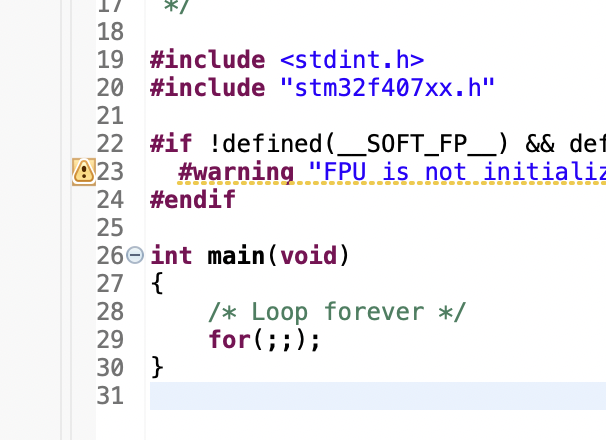 17 */
18
19 #include <stdint.h>
20 #include "stm32f407xx.h"
21
22 #if !defined(__SOFT_FP__) && def
23 #warning "FPU is not initializ
24 #endif
25
26 int main(void)
27 {
28 /* Loop forever */
29 for(;;);
30 }
31